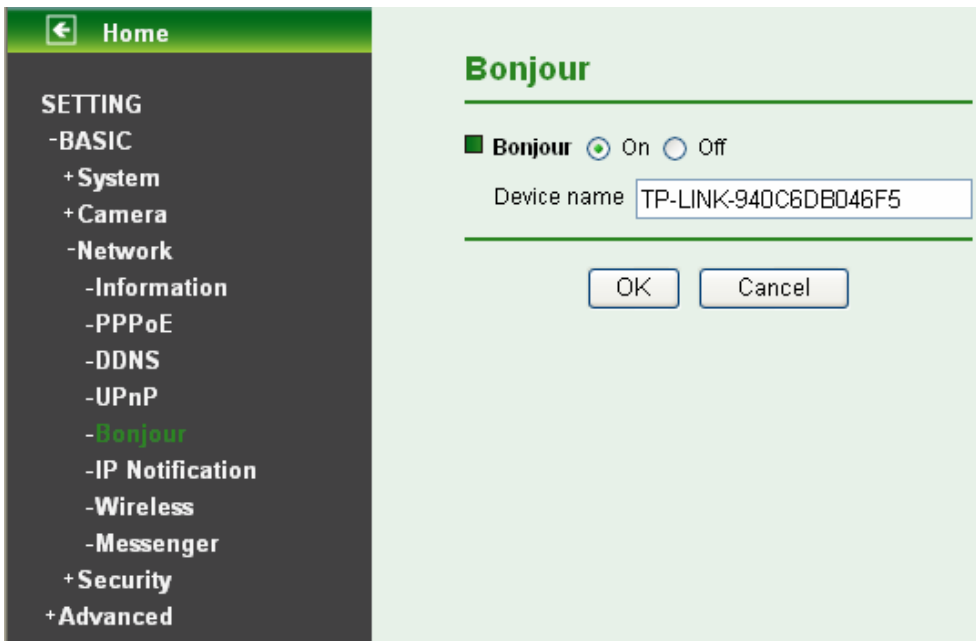 Home
SETTING
-BASIC
+System
+Camera
-Network
-Information
-PPPoE
-DDNS
-UPnP
-Bonjour
-IP Notification
-Wireless
-Messenger
+Security
+Advanced
Bonjour
Bonjour On Off
Device name TP-LINK-940C6DB046F5
OK Cancel